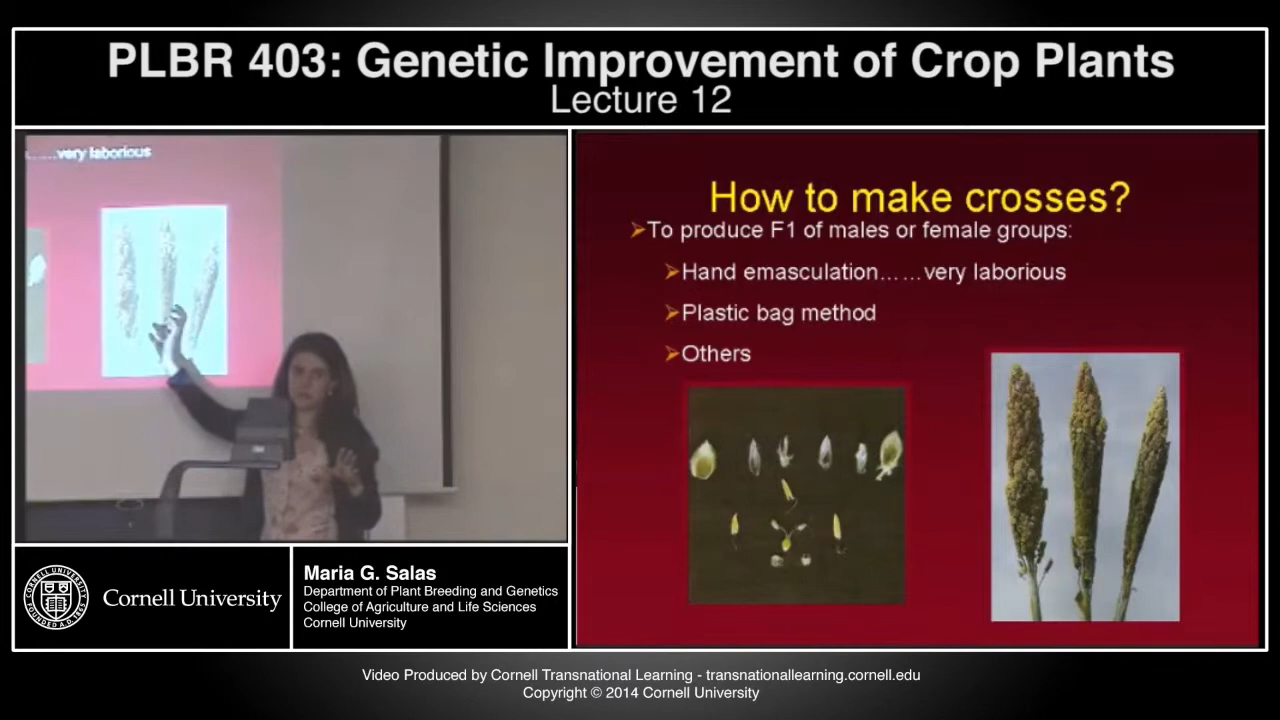 PLBR 403: Genetic Improvement of Crop Plants
Lecture 12
......very laborious
How to make crosses?
➢To produce F1 of males or female groups:
➢Hand emasculation......very laborious
➢Plastic bag method
➢Others
CORNELL UNIVERSITY
FOUNDED A.D. 1865
Cornell University
Maria G. Salas
Department of Plant Breeding and Genetics
College of Agriculture and Life Sciences
Cornell University
Video Produced by Cornell Transnational Learning - transnationallearning.cornell.edu
Copyright © 2014 Cornell University